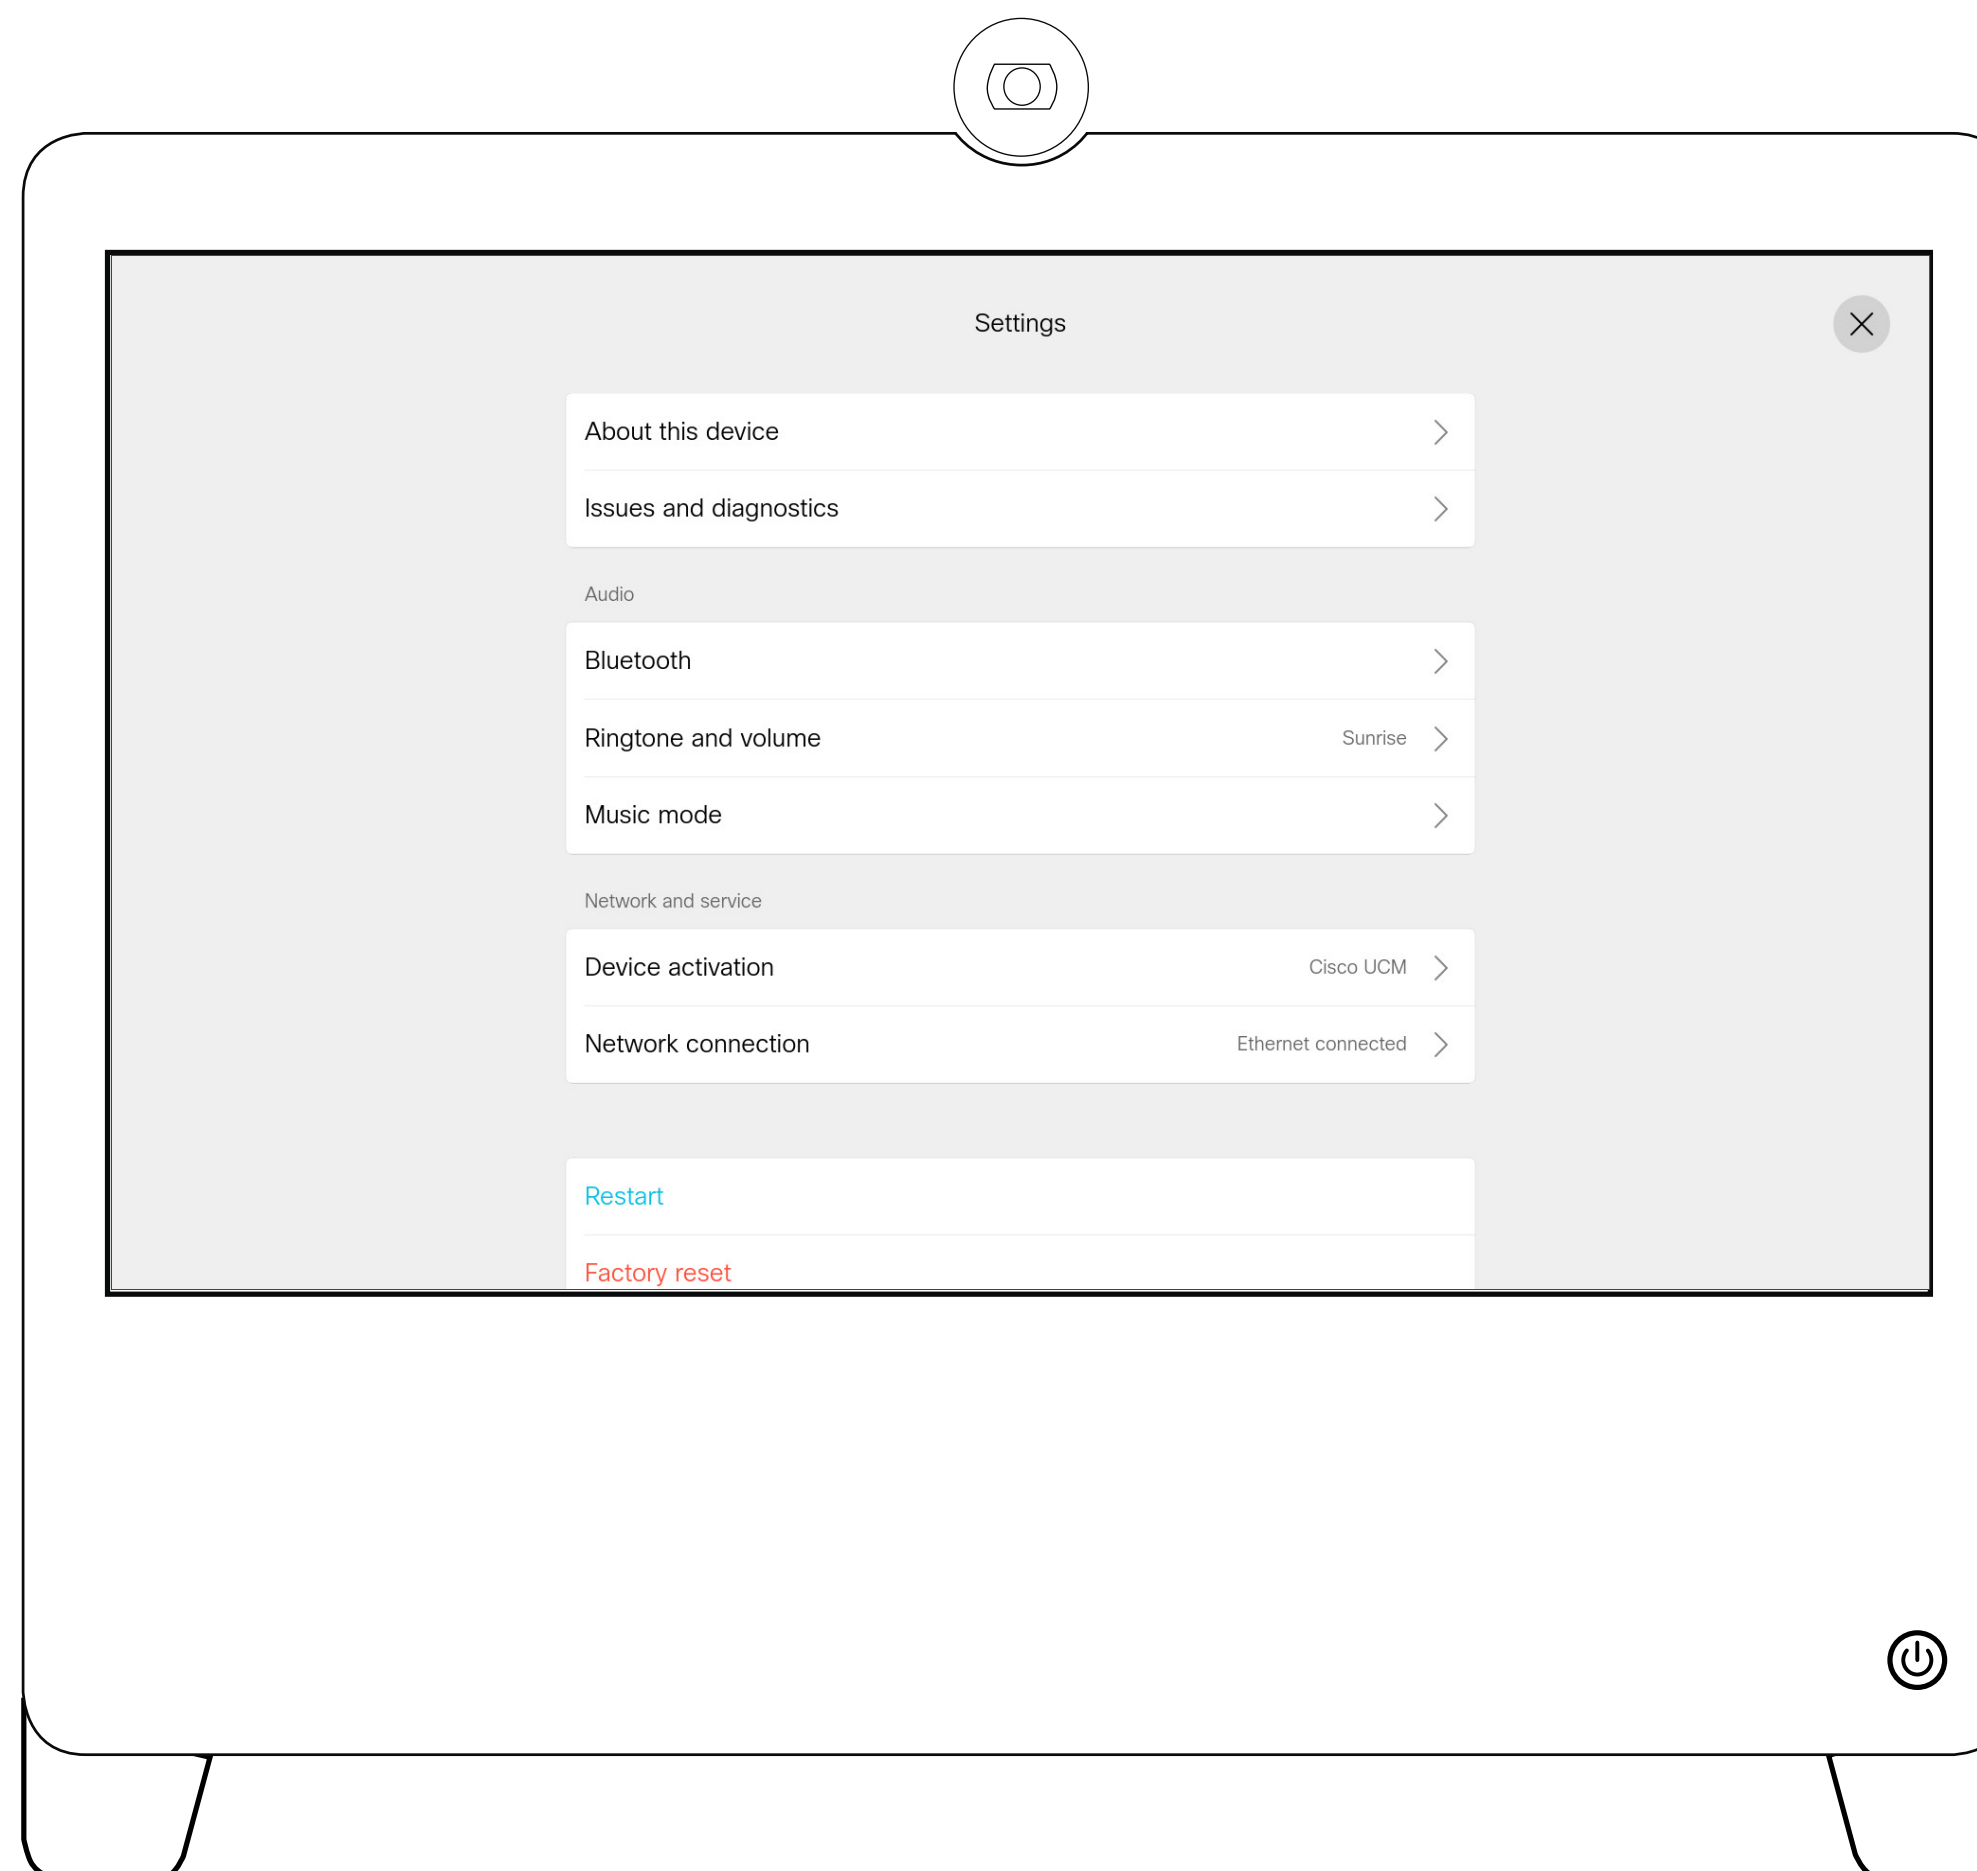 Settings
About this device
Issues and diagnostics
Audio
Bluetooth
Ringtone and volume Sunrise
Music mode
Network and service
Device activation Cisco UCM
Network connection Ethernet connected
Restart
Factory reset